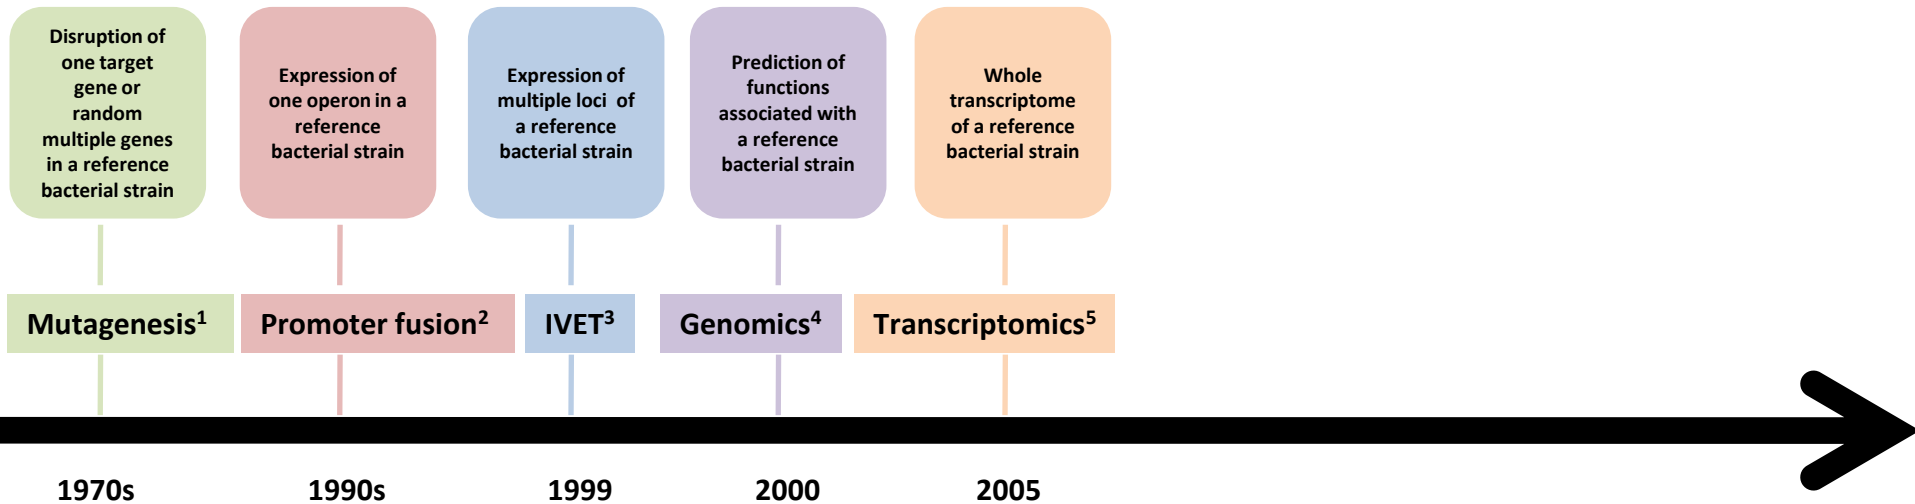 Disruption of
one target
gene or
random
multiple genes
in a reference
bacterial strain
Expression of
one operon in a
reference
bacterial strain
Expression of
multiple loci of
a reference
bacterial strain
Prediction of
functions
associated with
a reference
bacterial strain
Whole
transcriptome
of a reference
bacterial strain
Mutagenesis¹
Promoter fusion²
IVET³
Genomics⁴
Transcriptomics⁵
1970s
1990s
1999
2000
2005